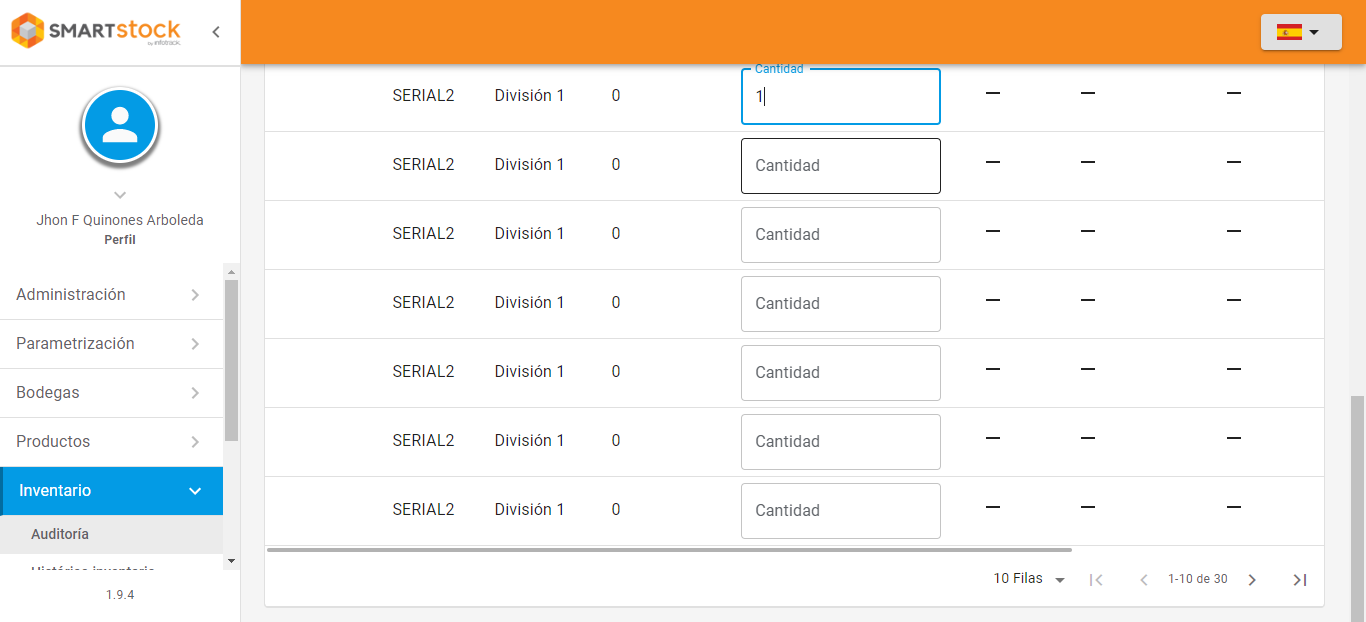 SMARTstock
by infotrack
Jhon F Quinones Arboleda
Perfíl
Administración
Parametrización
Bodegas
Productos
Inventario
Auditoría
Histórico inventario
1.9.4
Cantidad
SERIAL2 División 1 0 1 — — —
SERIAL2 División 1 0 Cantidad — — —
SERIAL2 División 1 0 Cantidad — — —
SERIAL2 División 1 0 Cantidad — — —
SERIAL2 División 1 0 Cantidad — — —
SERIAL2 División 1 0 Cantidad — — —
SERIAL2 División 1 0 Cantidad — — —
10 Filas 1-10 de 30